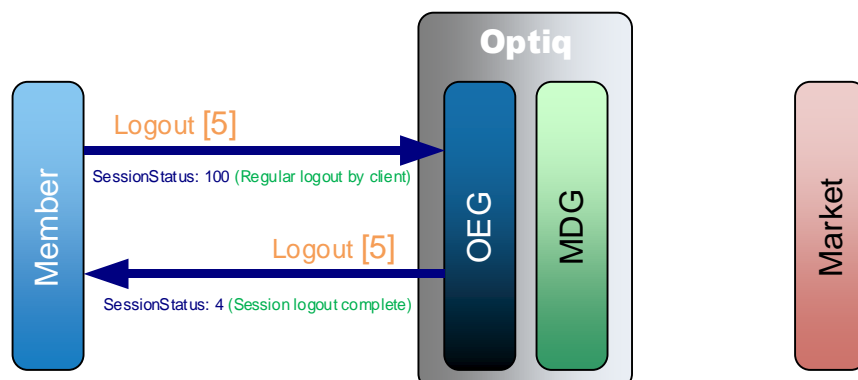 Optiq
Logout [5]
SessionStatus: 100 (Regular logout by client)
Member
OEG
MDG
Market
Logout [5]
SessionStatus: 4 (Session logout complete)